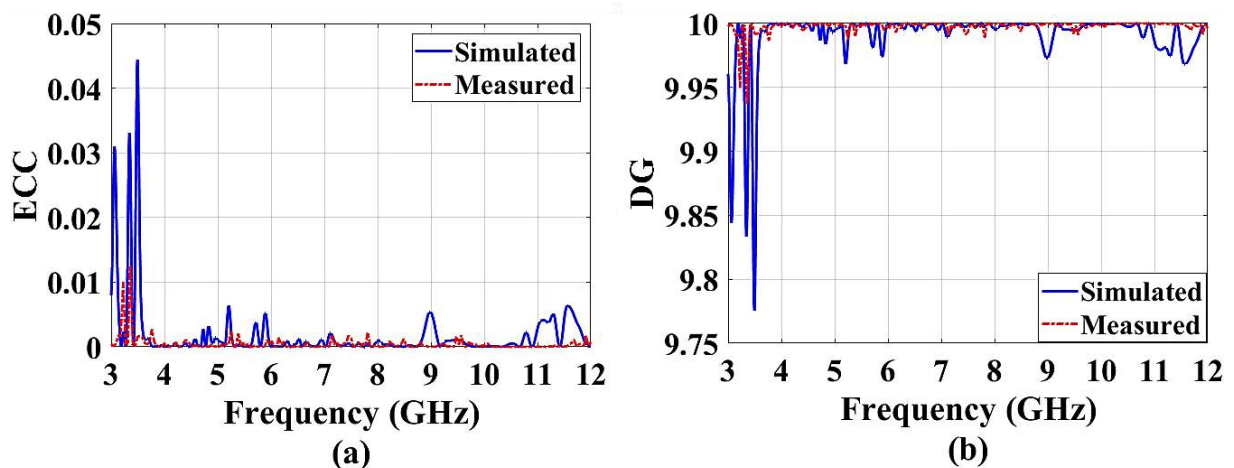 0.05
0.04
0.03
0.02
0.01
0
ECC
Simulated
Measured
3 4 5 6 7 8 9 10 11 12
Frequency (GHz)
(a)
10
9.95
9.9
9.85
9.8
9.75
DG
Simulated
Measured
3 4 5 6 7 8 9 10 11 12
Frequency (GHz)
(b)